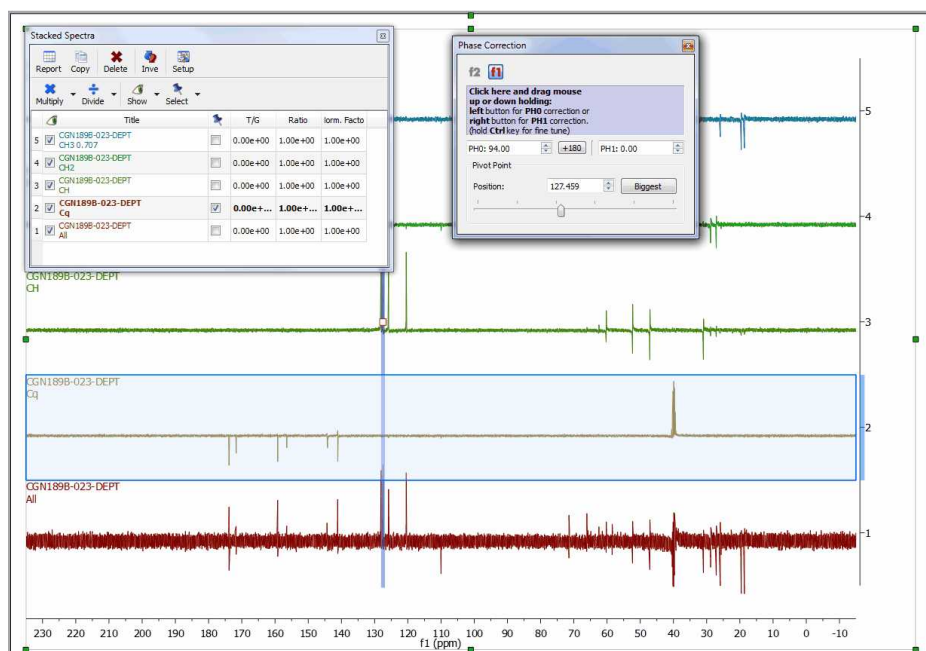 Stacked Spectra
Report Copy Delete Inve Setup
Multiply Divide Show Select
Title T/G Ratio lorm. Facto
5 CGN189B-023-DEPT 0.00e+00 1.00e+00 1.00e+00
CH3 0.707
4 CGN189B-023-DEPT 0.00e+00 1.00e+00 1.00e+00
CH2
3 CGN189B-023-DEPT 0.00e+00 1.00e+00 1.00e+00
CH
2 CGN189B-023-DEPT 0.00e+... 1.00e+... 1.00e+...
Cq
1 CGN189B-023-DEPT 0.00e+00 1.00e+00 1.00e+00
All
Phase Correction
f2 f1
Click here and drag mouse
up or down holding:
left button for PH0 correction or
right button for PH1 correction.
(hold Ctrl key for fine tune)
PH0: 94.00 +180 PH1: 0.00
Pivot Point
Position: 127.459 Biggest
5
4
CGN189B-023-DEPT
CH
3
CGN189B-023-DEPT
Cq
2
CGN189B-023-DEPT
All
1
230 220 210 200 190 180 170 160 150 140 130 120 110 100 90 80 70 60 50 40 30 20 10 0 -10
f1 (ppm)